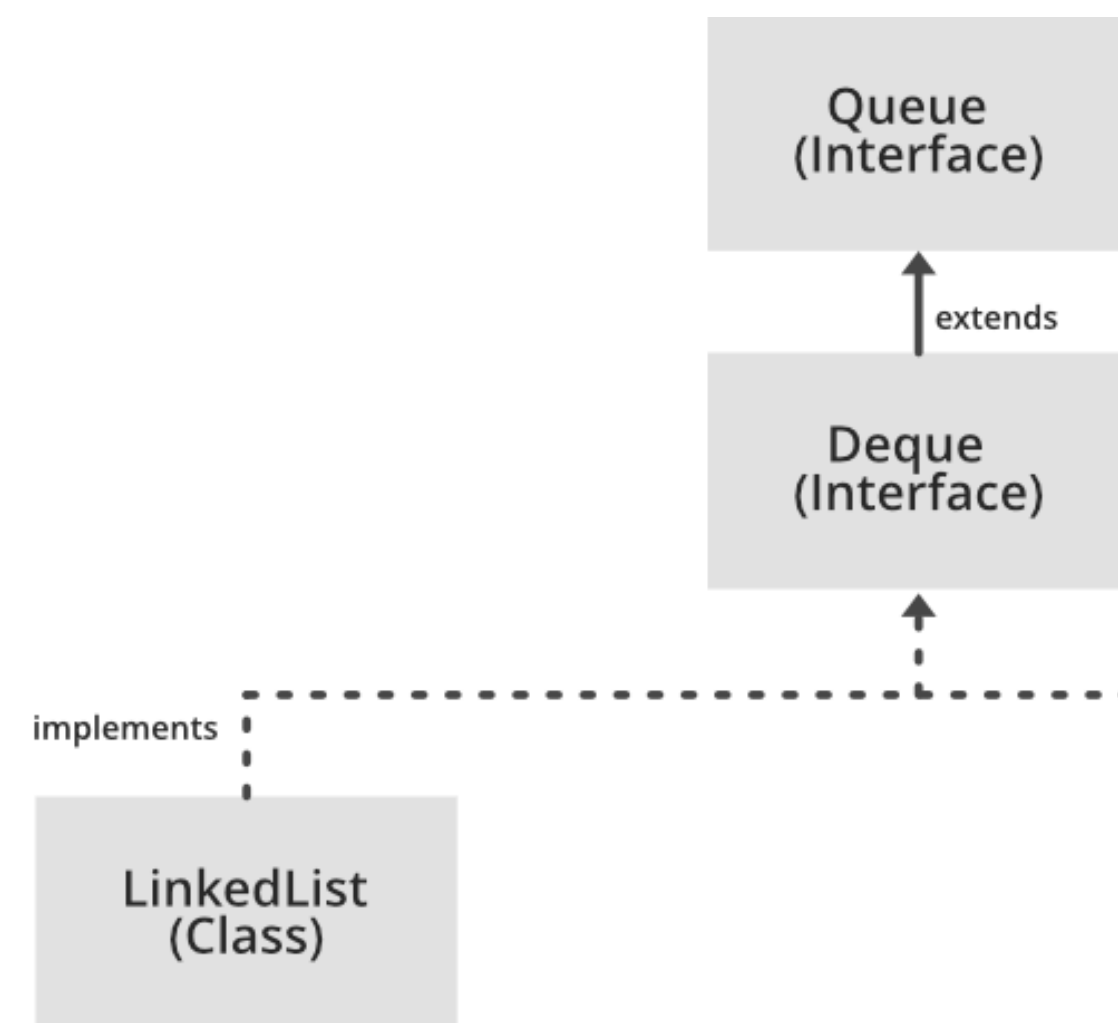 Queue
(Interface)
extends
Deque
(Interface)
implements
LinkedList
(Class)